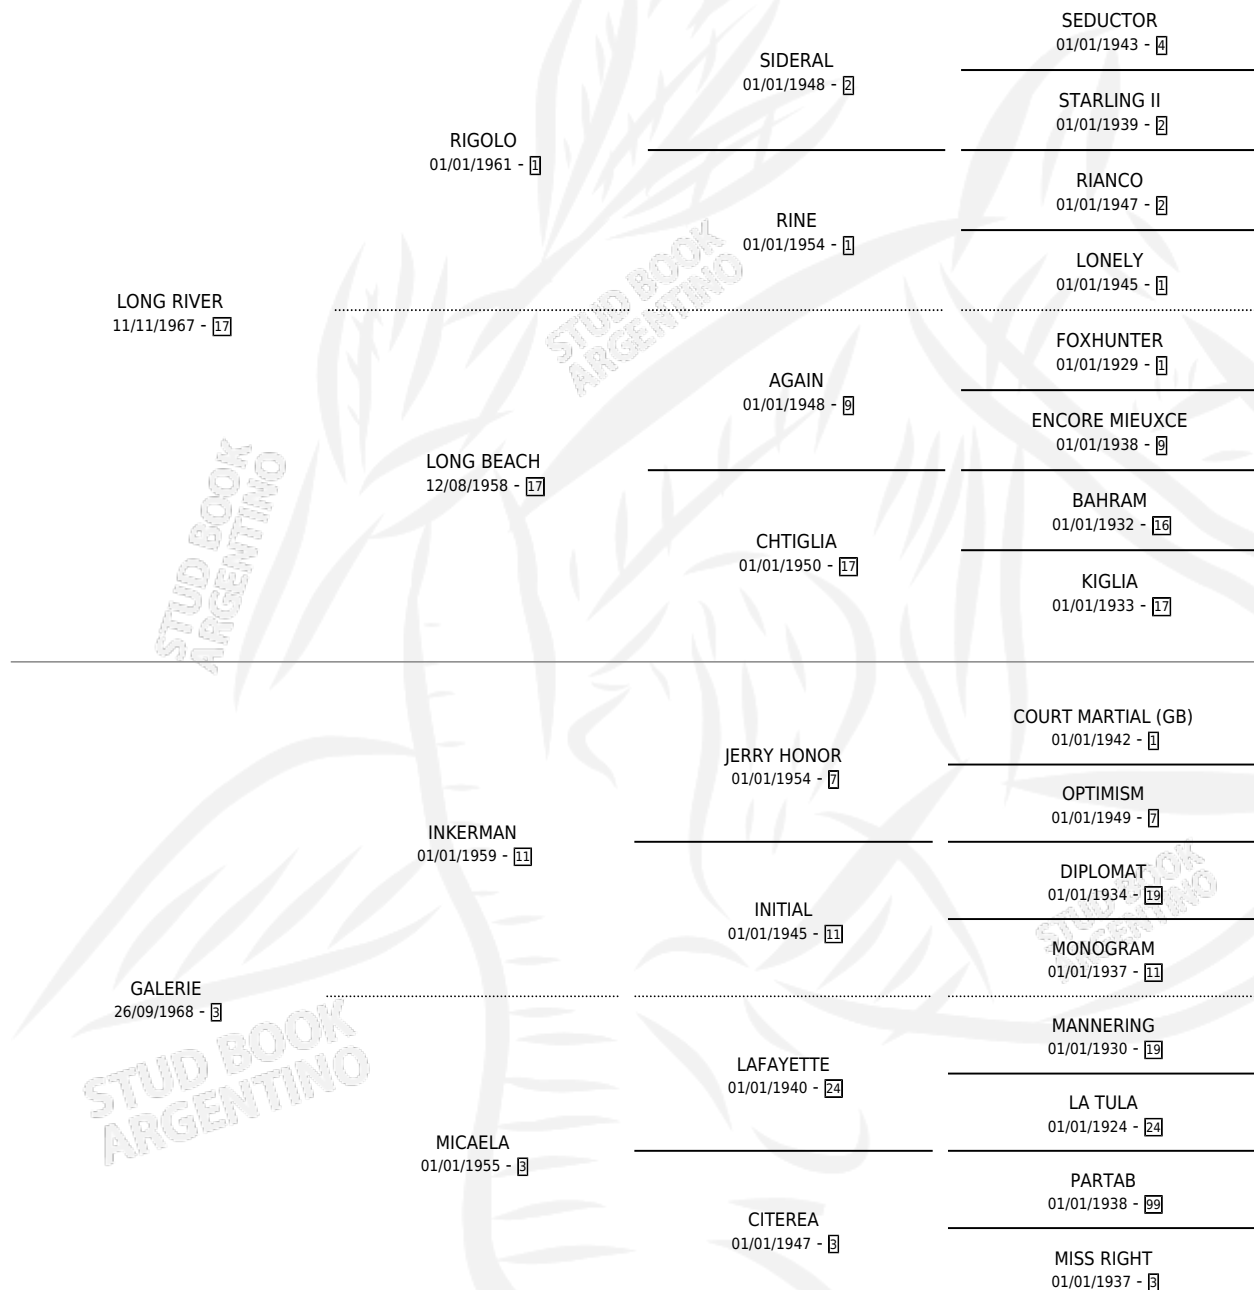 SEDUCTOR
01/01/1943 - 4
SIDERAL
01/01/1948 - 2
STARLING II
01/01/1939 - 2
RIGOLO
01/01/1961 - 1
RIANCO
01/01/1947 - 2
RINE
01/01/1954 - 1
LONELY
01/01/1945 - 1
LONG RIVER
11/11/1967 - 17
FOXHUNTER
01/01/1929 - 1
AGAIN
01/01/1948 - 9
ENCORE MIEUXCE
01/01/1938 - 9
LONG BEACH
12/08/1958 - 17
BAHRAM
01/01/1932 - 16
CHTIGLIA
01/01/1950 - 17
KIGLIA
01/01/1933 - 17
COURT MARTIAL (GB)
01/01/1942 - 1
JERRY HONOR
01/01/1954 - 7
OPTIMISM
01/01/1949 - 7
INKERMAN
01/01/1959 - 11
DIPLOMAT
01/01/1934 - 19
INITIAL
01/01/1945 - 11
MONOGRAM
01/01/1937 - 11
GALERIE
26/09/1968 - 3
MANNERING
01/01/1930 - 19
LAFAYETTE
01/01/1940 - 24
LA TULA
01/01/1924 - 24
MICAELA
01/01/1955 - 3
PARTAB
01/01/1938 - 99
CITEREA
01/01/1947 - 3
MISS RIGHT
01/01/1937 - 3
STUD BOOK
ARGENTINO
STUD BOOK
ARGENTINO
STUD BOOK
ARGENTINO
STUD BOOK
ARGENTINO